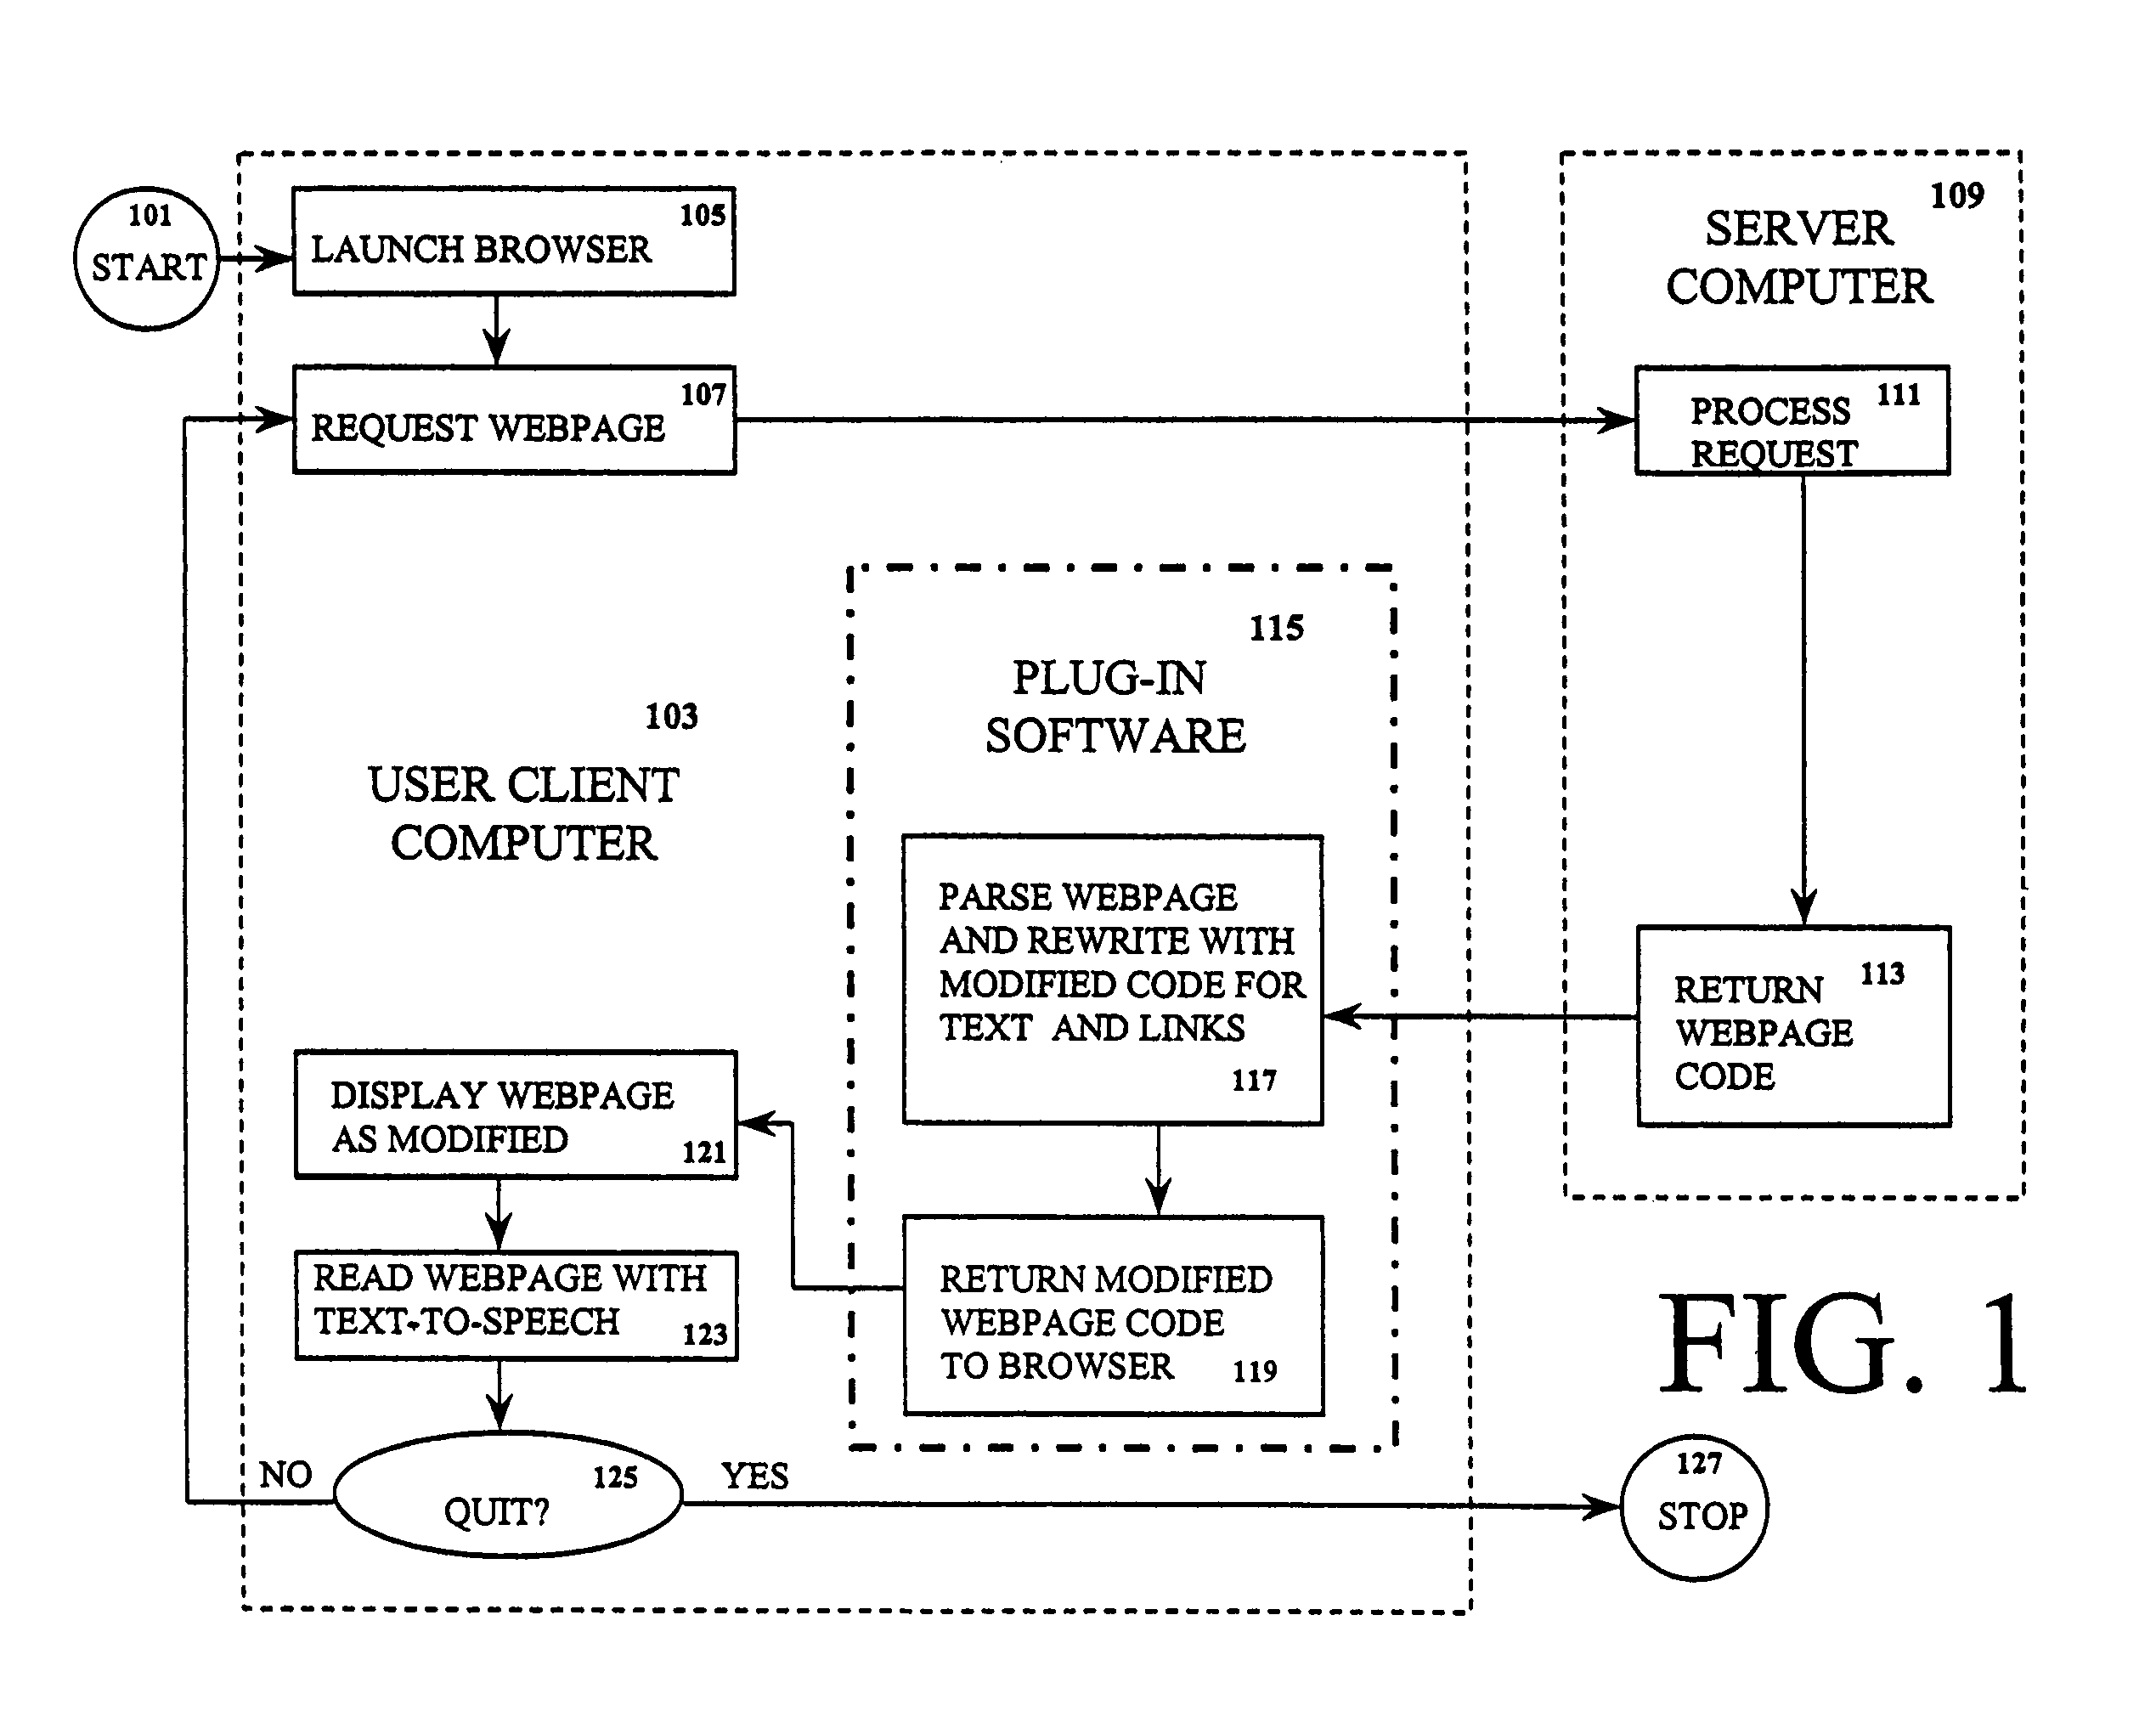 101
START
105
LAUNCH BROWSER
107
REQUEST WEBPAGE
109
SERVER
COMPUTER
111
PROCESS
REQUEST
103
USER CLIENT
COMPUTER
115
PLUG-IN
SOFTWARE
PARSE WEBPAGE
AND REWRITE WITH
MODIFIED CODE FOR
TEXT AND LINKS
117
113
RETURN
WEBPAGE
CODE
DISPLAY WEBPAGE
AS MODIFIED
121
RETURN MODIFIED
WEBPAGE CODE
TO BROWSER
119
READ WEBPAGE WITH
TEXT-TO-SPEECH
123
NO
125
QUIT?
YES
127
STOP
FIG. 1